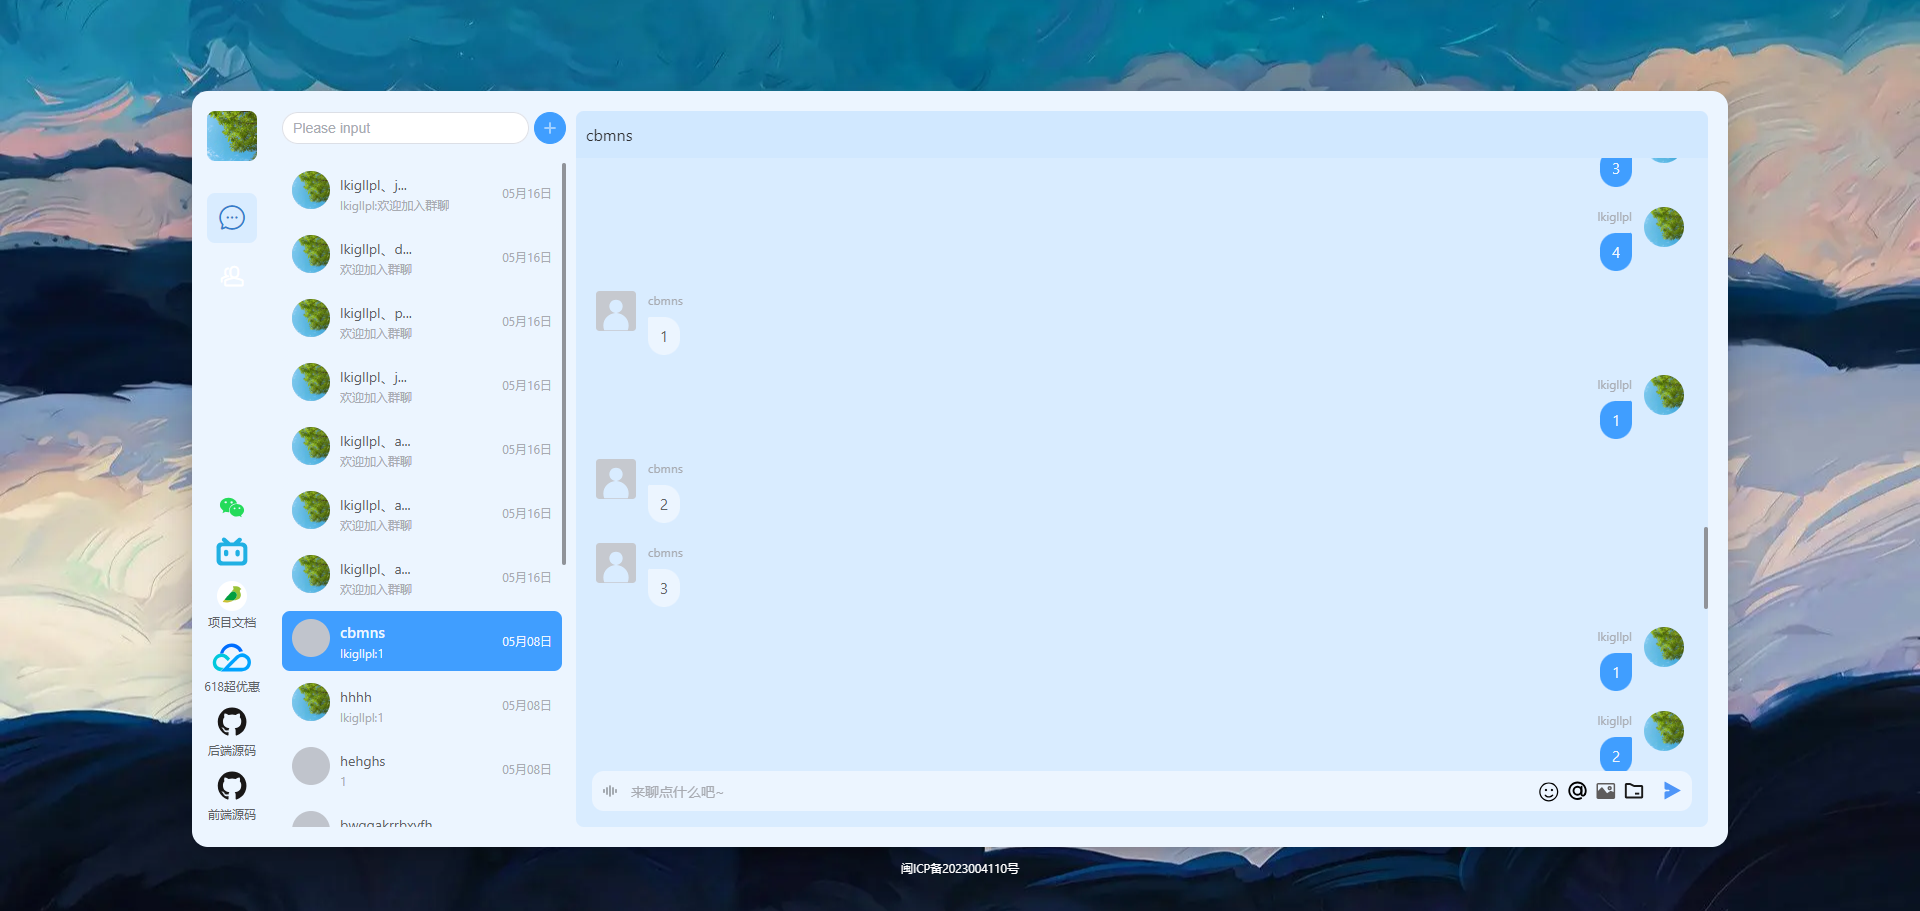 项目文档
618超优惠
后端源码
前端源码
Please input
lkigllpl、j...
05月16日
lkigllpl:欢迎加入群聊
lkigllpl、d...
05月16日
欢迎加入群聊
lkigllpl、p...
05月16日
欢迎加入群聊
lkigllpl、j...
05月16日
欢迎加入群聊
lkigllpl、a...
05月16日
欢迎加入群聊
lkigllpl、a...
05月16日
欢迎加入群聊
lkigllpl、a...
05月16日
欢迎加入群聊
cbmns
05月08日
lkigllpl:1
hhhh
05月08日
lkigllpl:1
hehghs
05月08日
1
cbmns
3
lkigllpl
4
cbmns
1
lkigllpl
1
cbmns
2
cbmns
3
lkigllpl
1
lkigllpl
2
来聊点什么吧~
闽ICP备2023004110号